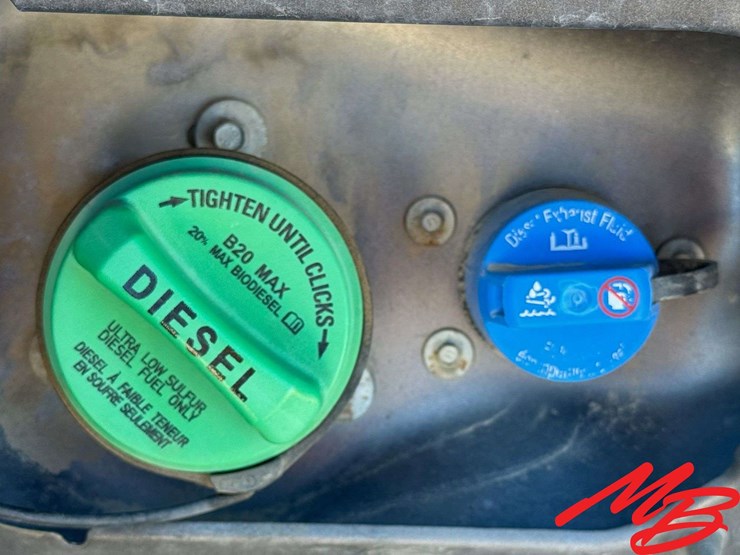 TIGHTEN UNTIL CLICKS
B20 MAX
20% MAX BIODIESEL
DIESEL
ULTRA LOW SULFUR
DIESEL FUEL ONLY
DIESEL À FAIBLE TENEUR
EN SOUFRE SEULEMENT
Diesel Exhaust Fluid
MB